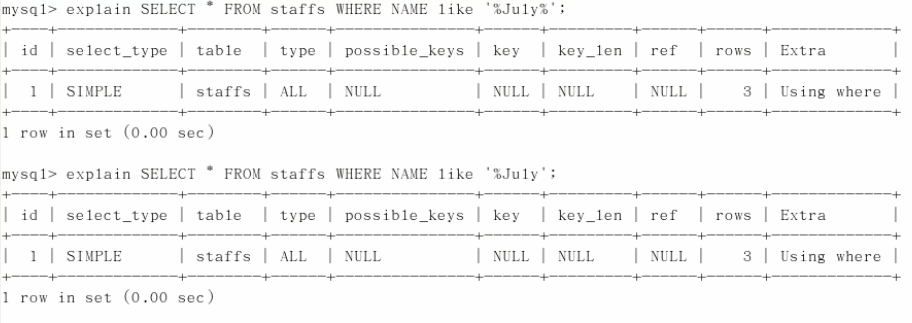 mysql> explain SELECT * FROM staffs WHERE NAME like '%July%';
+----+-------------+--------+------+---------------+------+---------+------+------+-------------+
| id | select_type | table | type | possible_keys | key | key_len | ref | rows | Extra |
+----+-------------+--------+------+---------------+------+---------+------+------+-------------+
| 1 | SIMPLE | staffs | ALL | NULL | NULL | NULL | NULL | 3 | Using where |
+----+-------------+--------+------+---------------+------+---------+------+------+-------------+
1 row in set (0.00 sec)
mysql> explain SELECT * FROM staffs WHERE NAME like '%July';
+----+-------------+--------+------+---------------+------+---------+------+------+-------------+
| id | select_type | table | type | possible_keys | key | key_len | ref | rows | Extra |
+----+-------------+--------+------+---------------+------+---------+------+------+-------------+
| 1 | SIMPLE | staffs | ALL | NULL | NULL | NULL | NULL | 3 | Using where |
+----+-------------+--------+------+---------------+------+---------+------+------+-------------+
1 row in set (0.00 sec)